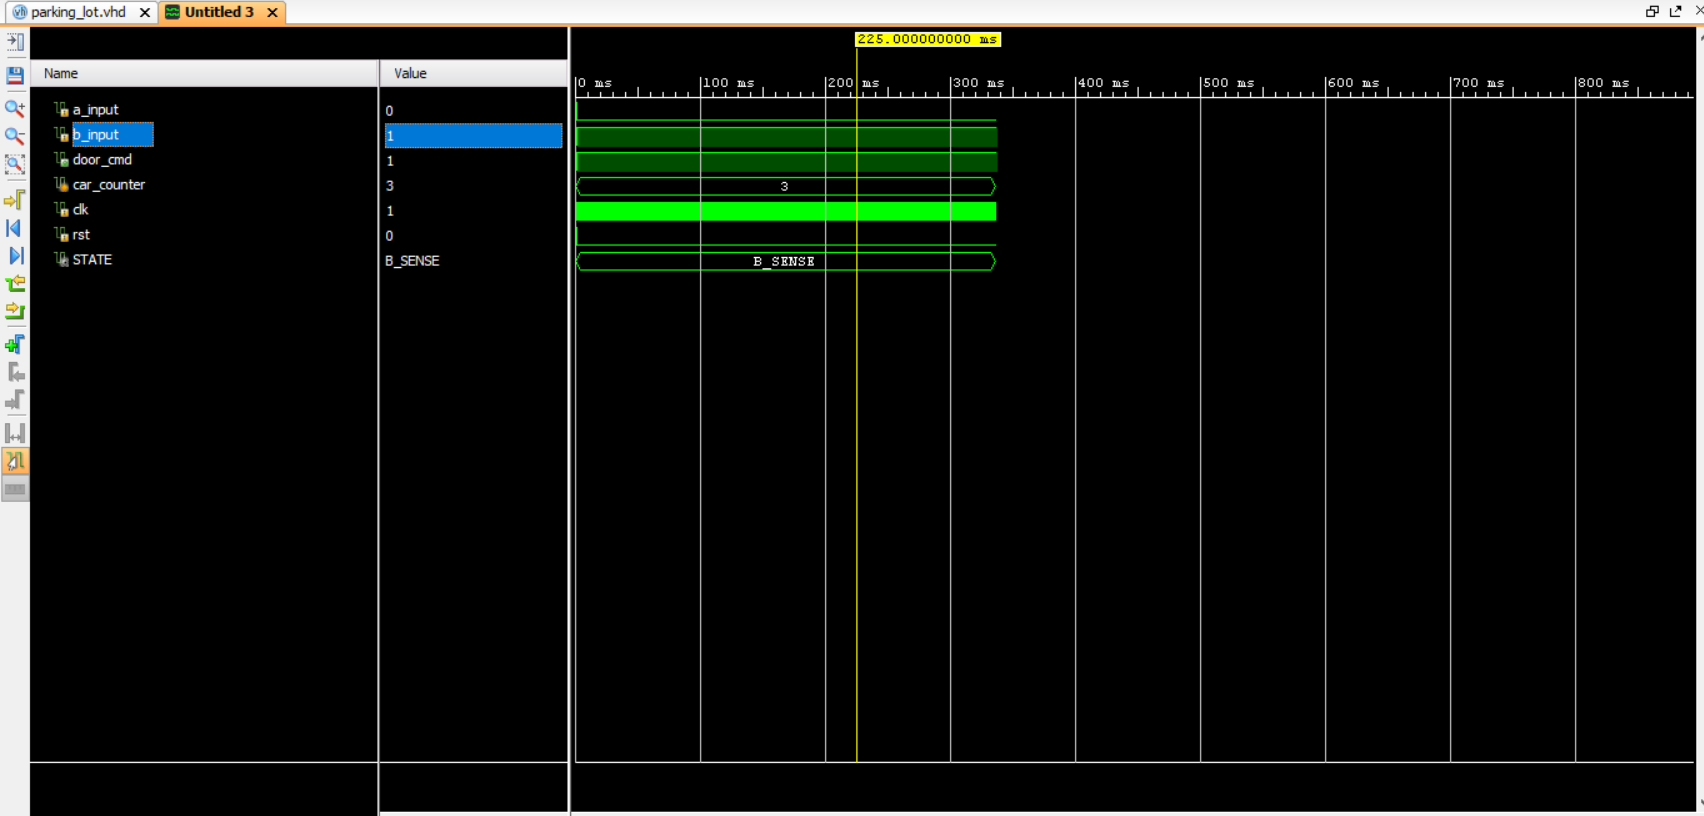 parking_lot.vhd Untitled 3
225.000000000 ms
Name Value
0 ms 100 ms 200 ms 300 ms 400 ms 500 ms 600 ms 700 ms 800 ms
a_input 0
b_input 1
door_cmd 1
car_counter 3 3
clk 1
rst 0
STATE B_SENSE B_SENSE